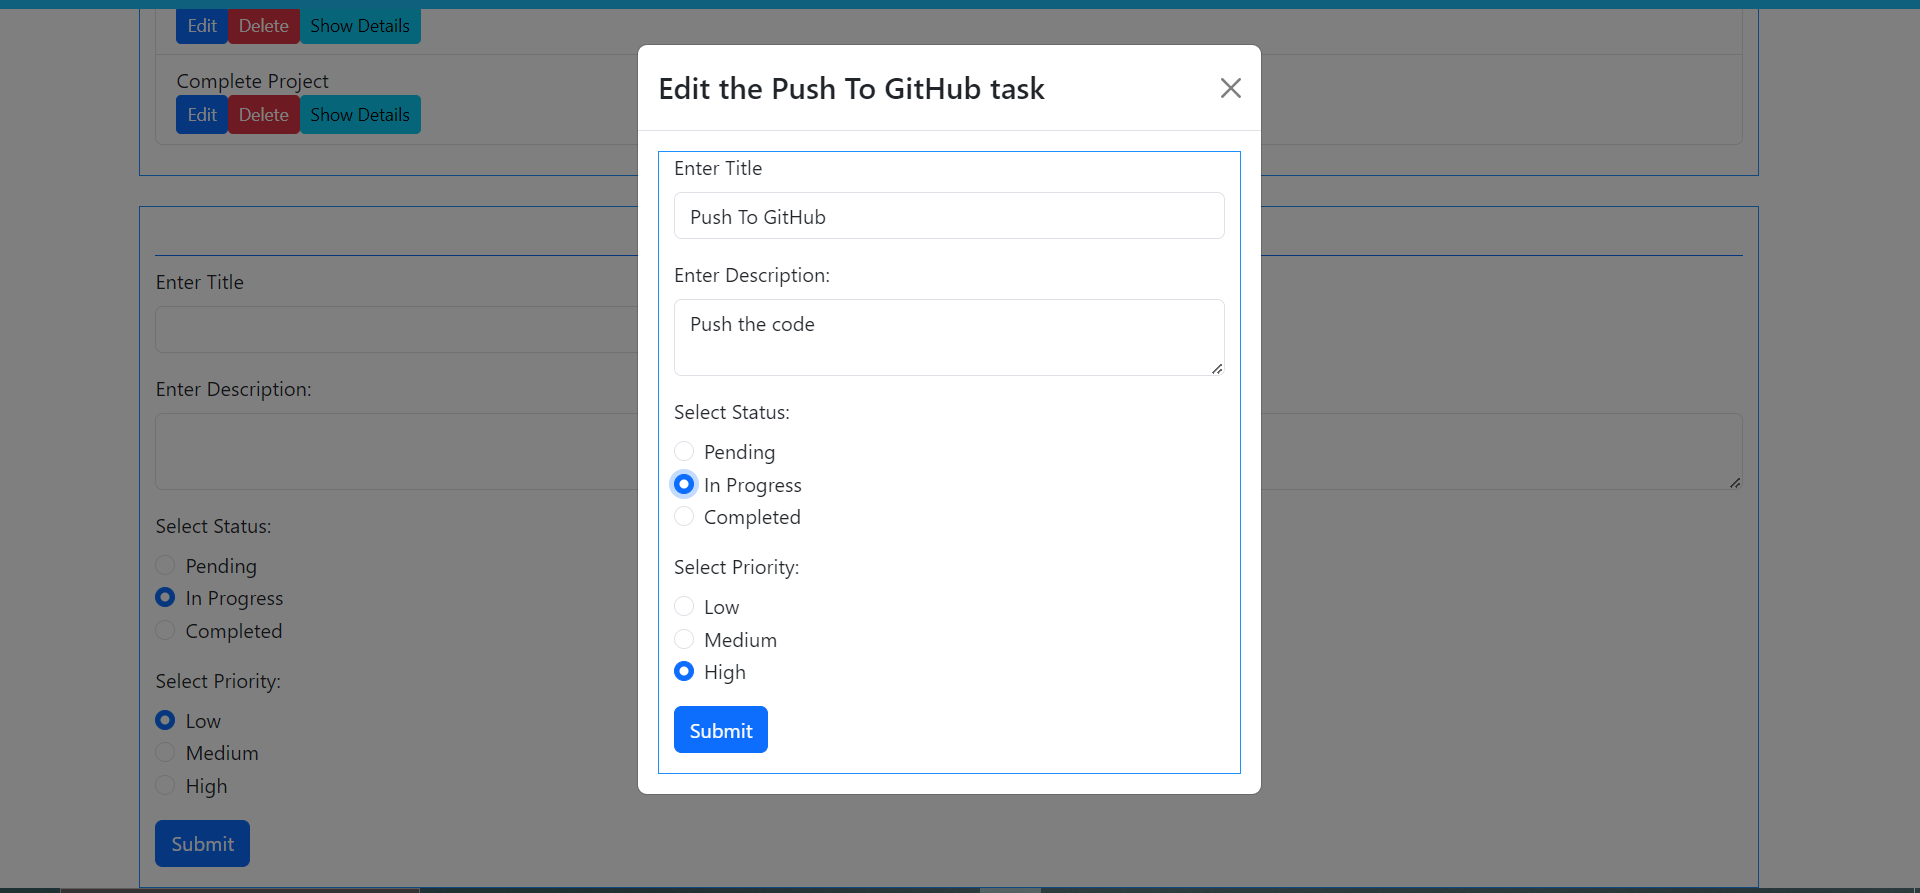 Edit Delete Show Details
Complete Project
Edit Delete Show Details
Enter Title
Enter Description:
Select Status:
Pending
In Progress
Completed
Select Priority:
Low
Medium
High
Submit
Edit the Push To GitHub task
Enter Title
Push To GitHub
Enter Description:
Push the code
Select Status:
Pending
In Progress
Completed
Select Priority:
Low
Medium
High
Submit